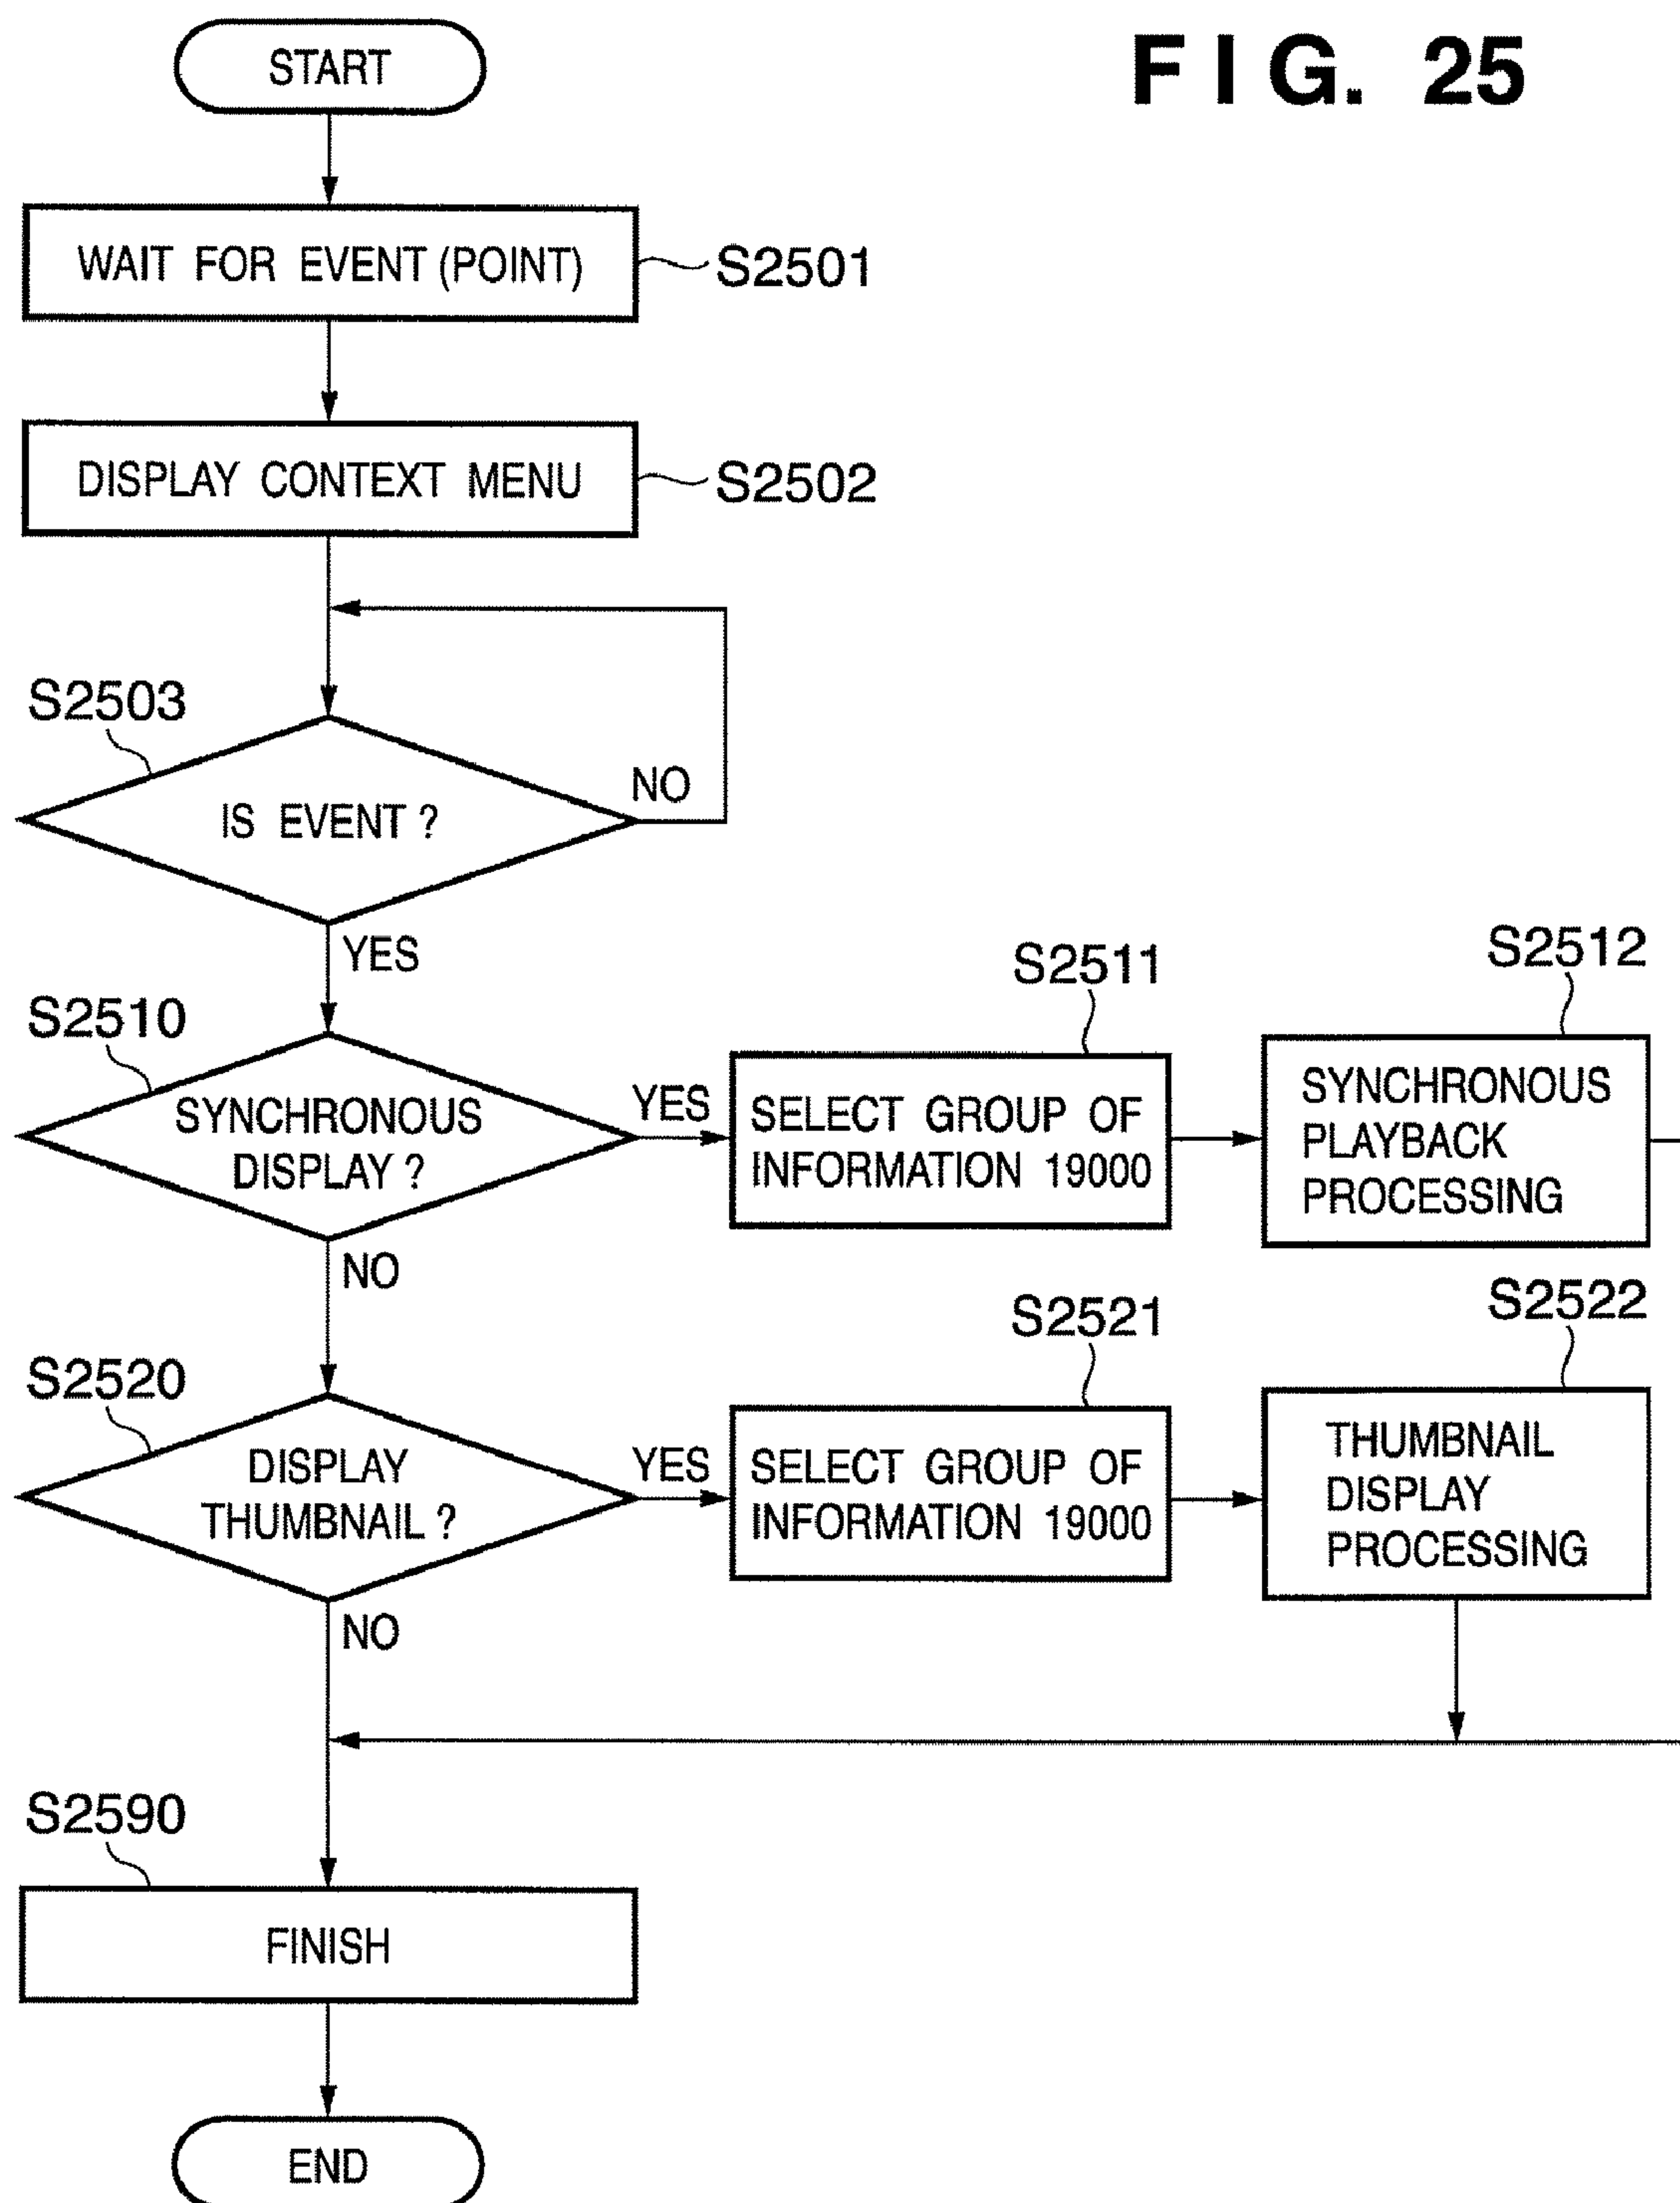 START
F I G. 25
WAIT FOR EVENT (POINT)
S2501
DISPLAY CONTEXT MENU
S2502
S2503
IS EVENT ?
NO
YES
S2510
SYNCHRONOUS
DISPLAY ?
YES
NO
S2511
SELECT GROUP OF
INFORMATION 19000
S2512
SYNCHRONOUS
PLAYBACK
PROCESSING
S2520
DISPLAY
THUMBNAIL ?
YES
NO
S2521
SELECT GROUP OF
INFORMATION 19000
S2522
THUMBNAIL
DISPLAY
PROCESSING
S2590
FINISH
END